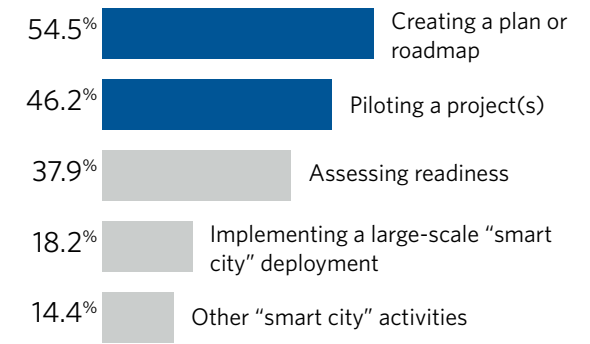 54.5%
Creating a plan or
roadmap
46.2%
Piloting a project(s)
37.9%
Assessing readiness
18.2%
Implementing a large-scale “smart
city” deployment
14.4%
Other “smart city” activities